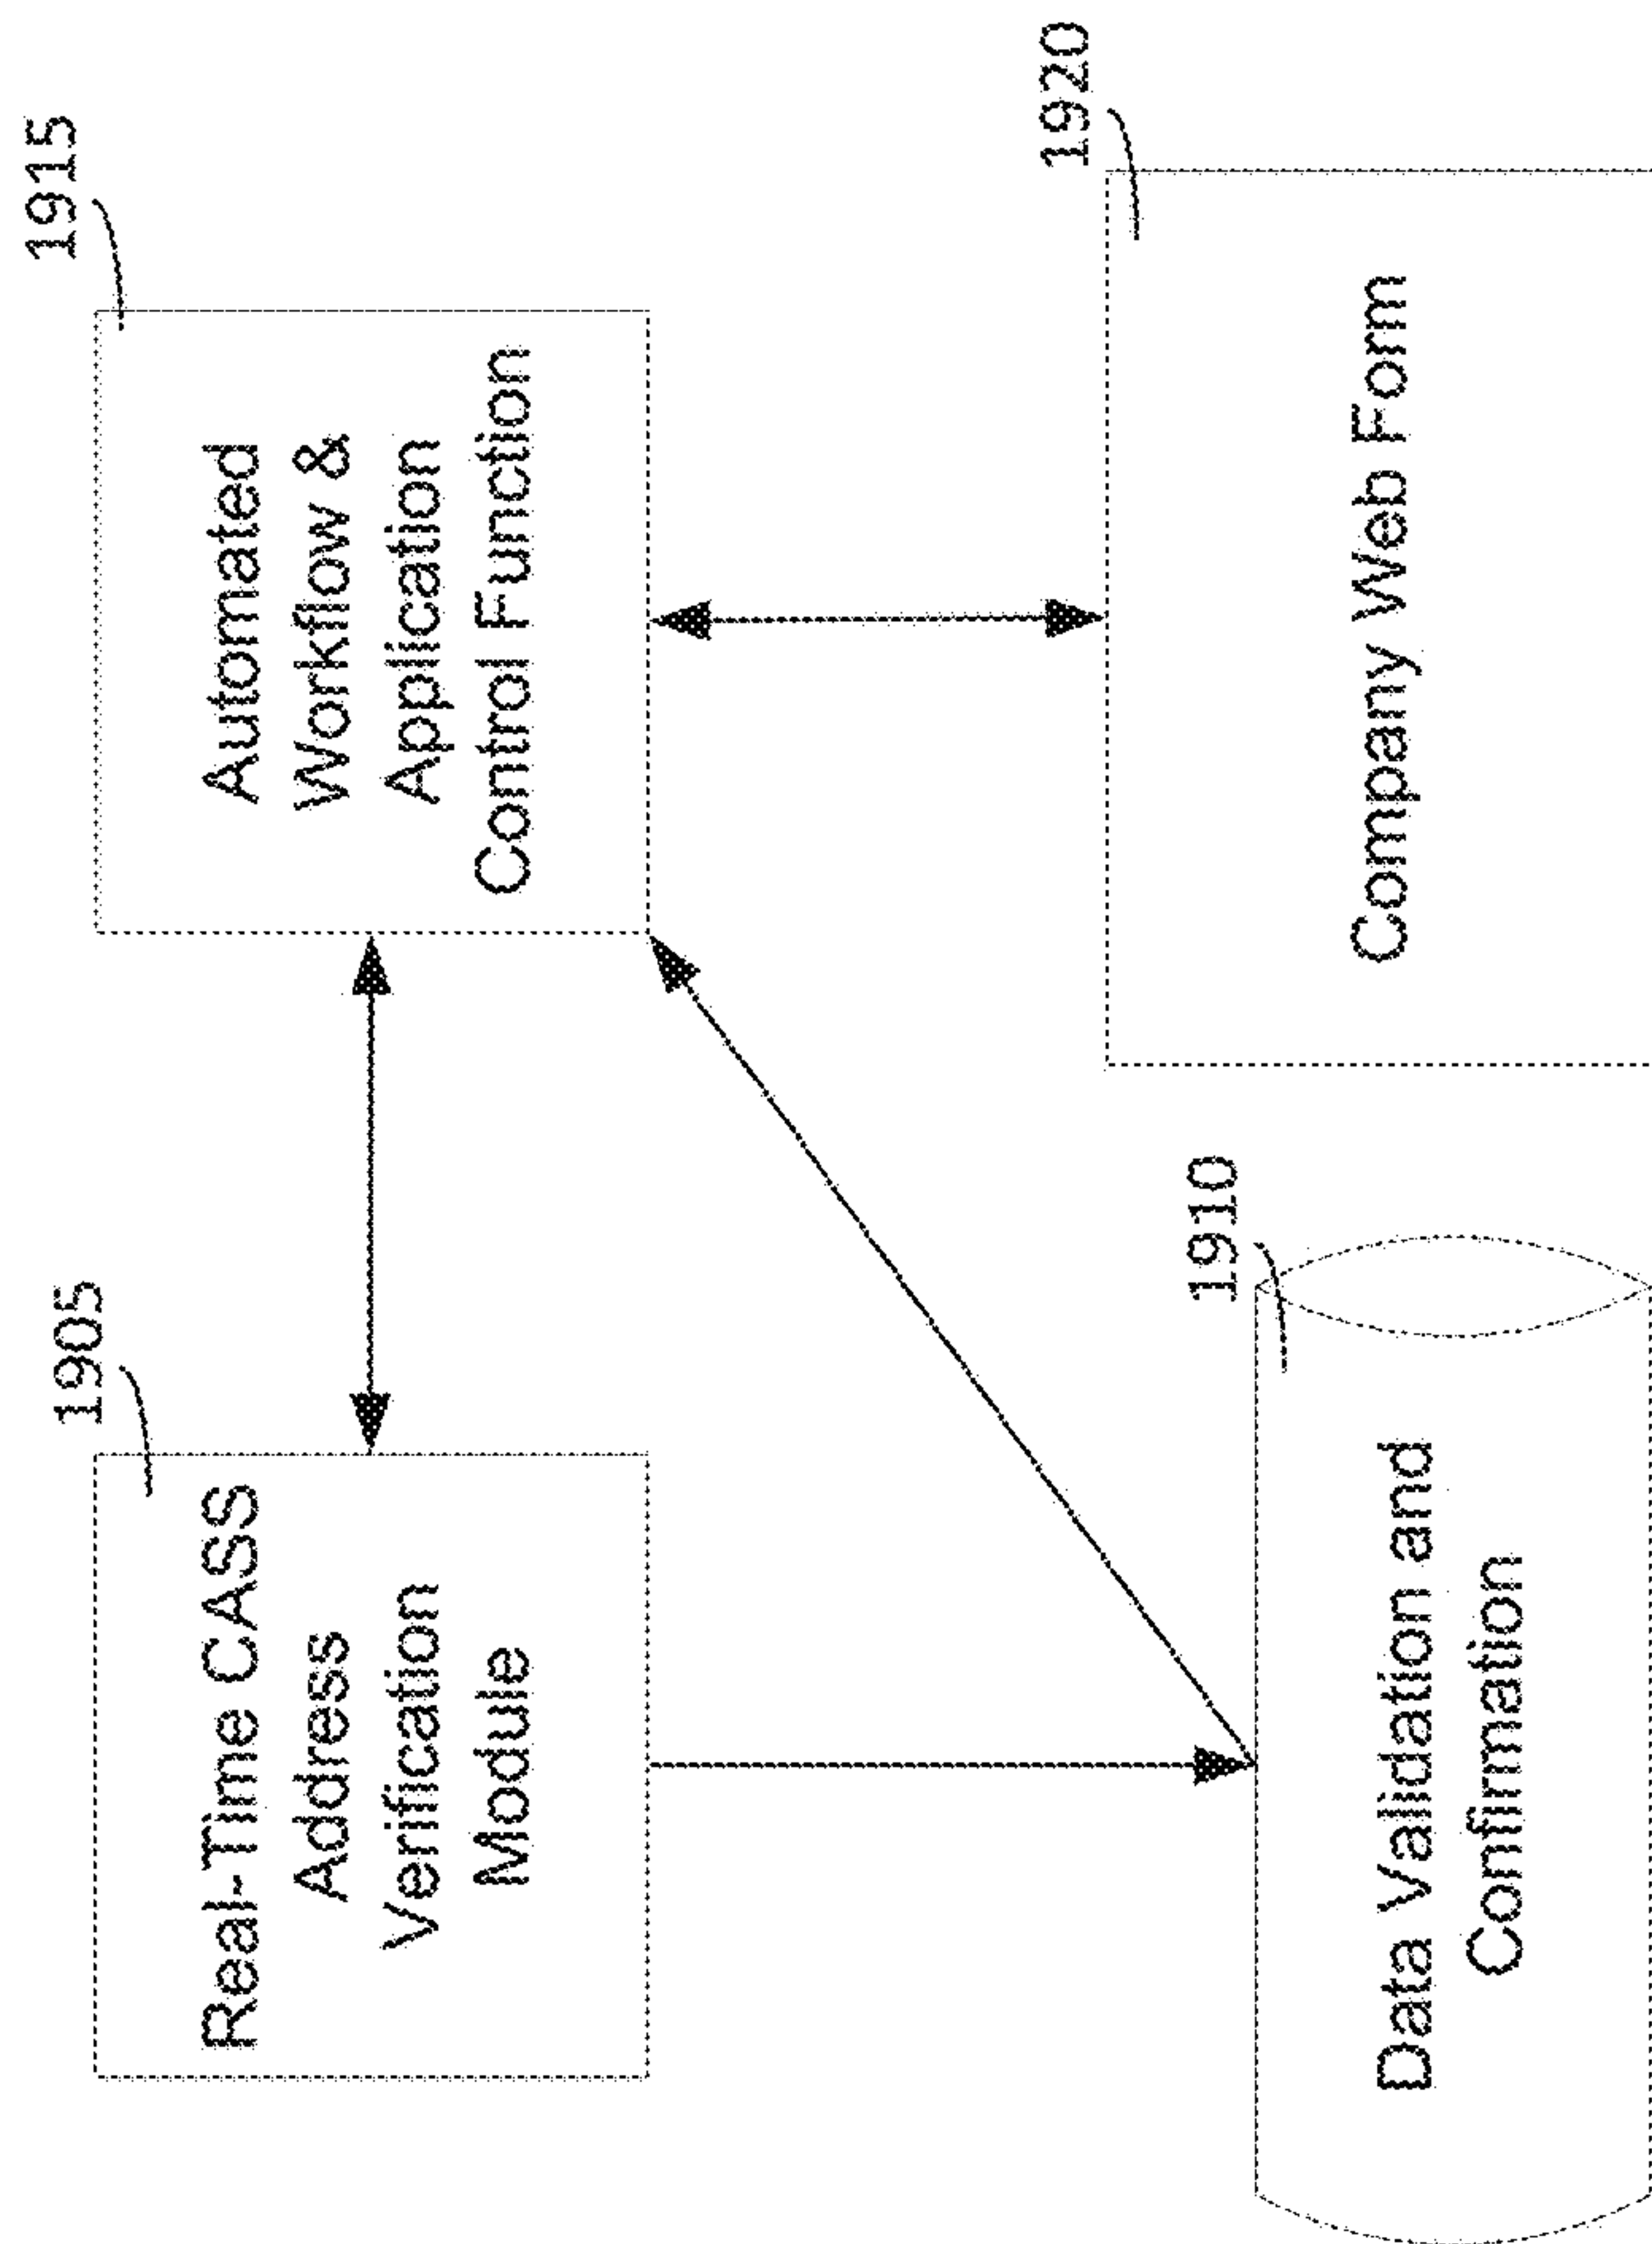 1905
Real-Time CASS
Address
Verification
Module
1915
Automated
Workflow &
Application
Control Function
1910
Data Validation and
Confirmation
1920
Company Web Form